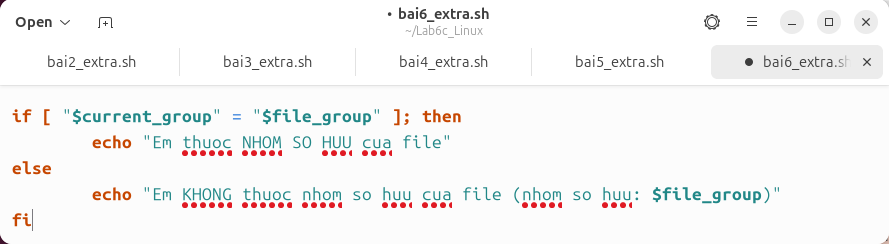 Open
• bai6_extra.sh
~/Lab6c_Linux
bai2_extra.sh
bai3_extra.sh
bai4_extra.sh
bai5_extra.sh
• bai6_extra.sh
if [ "$current_group" = "$file_group" ]; then
        echo "Em thuoc NHOM SO HUU cua file"
else
        echo "Em KHONG thuoc nhom so huu cua file (nhom so huu: $file_group)"
fi